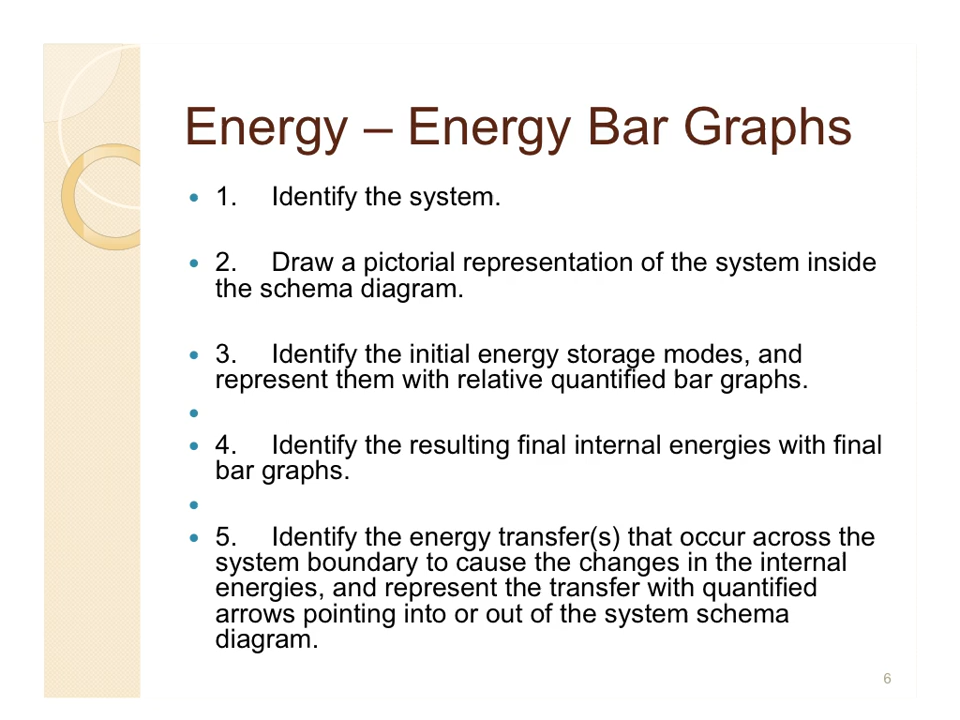 Energy – Energy Bar Graphs
• 1. Identify the system.
• 2. Draw a pictorial representation of the system inside
the schema diagram.
• 3. Identify the initial energy storage modes, and
represent them with relative quantified bar graphs.
•
• 4. Identify the resulting final internal energies with final
bar graphs.
•
• 5. Identify the energy transfer(s) that occur across the
system boundary to cause the changes in the internal
energies, and represent the transfer with quantified
arrows pointing into or out of the system schema
diagram.
6